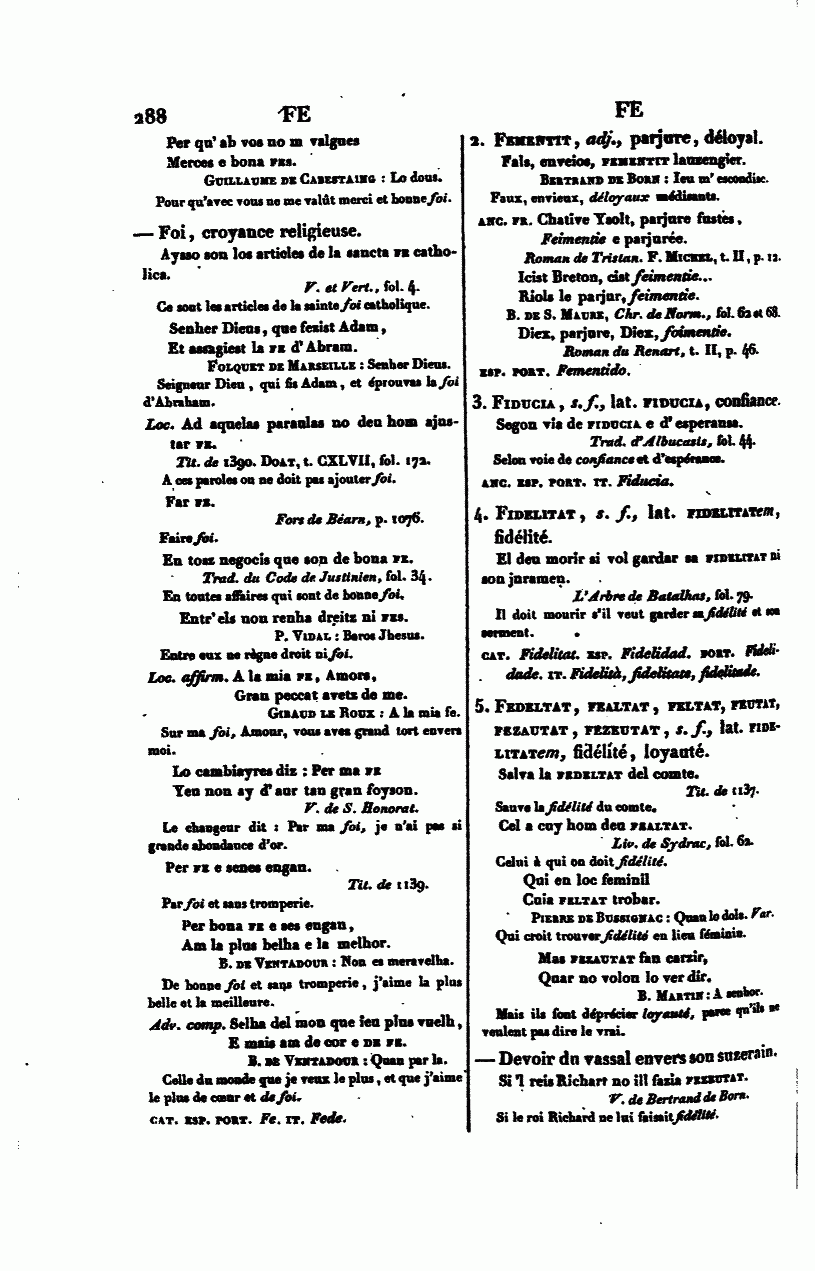 288 FE
Per qu' ab vos no m valgues
Merces e bona FES.
GUILLAUME DE CABESTAING : Lo dous.
Pour qu'avec vous ne me valût merci et bonne foi.
— Foi, croyance religieuse.
Aysso son los articles de la sancta FE catho-
lica.
V. et Vert., fol. 4.
Ce sont les articles de la sainte foi catholique.
Senher Dieus, que fezist Adam,
Et assagiest la FE d' Abram.
FOLQUET DE MARSEILLE : Senher Dieus.
Seigneur Dieu, qui fis Adam, et éprouvas la foi
d'Abraham.
Loc. Ad aquelas paraulas no deu hom ajus-
tar FE.
Tit. de 1390. DOAT, t. CXLVII, fol. 172.
A ces paroles on ne doit pas ajouter foi.
Far FE.
Fors de Béarn, p. 1076.
Faire foi.
En totz negocis que son de bona FE.
Trad. du Code de Justinien, fol. 34.
En toutes affaires qui sont de bonne foi.
Entr' els non renha dreitz ni FES.
P. VIDAL : Baros Jhesus.
Entre eux ne règne droit ni foi.
Loc. affirm. A la mia FE, Amors,
Gran peccat avetz de me.
GIRAUD LE ROUX : A la mia fe.
Sur ma foi, Amour, vous avez grand tort envers
moi.
Lo cambiayres diz : Per ma FE
Yeu non ay d' aur tan gran foyson.
V. de S. Honorat.
Le changeur dit : Par ma foi, je n'ai pas si
grande abondance d'or.
Per FE e senes engan.
Tit. de 1139.
Par foi et sans tromperie.
Per bona FE e ses engan,
Am la plus belha e la melhor.
B. DE VENTADOUR : Non es meravelha.
De bonne foi et sans tromperie, j'aime la plus
belle et la meilleure.
Adv. comp. Selha del mon que ieu plus vuelh,
E mais am de cor e DE FE.
B. DE VENTADOUR : Quan par la.
Celle du monde que je veux le plus, et que j'aime
le plus de cœur et de foi.
CAT. ESP. PORT. Fe. IT. Fede.
FE
2. FEMENTIT, adj., parjure, déloyal.
Fals, enveios, FEMENTIT lauzengier.
BERTRAND DE BORN : Ieu m' escondisc.
Faux, envieux, déloyaux médisants.
ANC. FR. Chative Ysolt, parjure fustes,
Feimentie e parjurée.
Roman de Tristan. F. MICHEL, t. II, p. 12.
Icist Breton, cist feimentie...
Riols le parjur, feimentie.
B. DE S. MAURE, Chr. de Norm., fol. 62 et 68.
Diex, parjure, Diex, foimentie.
Roman du Renart, t. II, p. 46.
ESP. PORT. Fementido.
3. FIDUCIA, s. f., lat. FIDUCIA, confiance.
Segon via de FIDUCIA e d' esperansa.
Trad. d'Albucasis, fol. 44.
Selon voie de confiance et d'espérance.
ANC. ESP. PORT. IT. Fiducia.
4. FIDELITAT, s. f., lat. FIDELITATem,
fidélité.
El deu morir si vol gardar sa FIDELITAT ni
son juramen.
L'Arbre de Batalhas, fol. 79.
Il doit mourir s'il veut garder sa fidélité et son
serment.
CAT. Fidelitat. ESP. Fidelidad. PORT. Fideli-
dade. IT. Fidelità, fidelitate, fidelitade.
5. FEDELTAT, FEALTAT, FELTAT, FEUTAT,
FEZAUTAT, FEZEUTAT, s. f., lat. FIDE-
LITATem, fidélité, loyauté.
Salva la FEDELTAT del comte.
Tit. de 1137.
Sauve la fidélité du comte.
Cel a cuy hom deu FEALTAT.
Liv. de Sydrac, fol. 62.
Celui à qui on doit fidélité.
Qui en loc feminil
Cuia FELTAT trobar.
PIERRE DE BUSSIGNAC : Quan lo dols. Var.
Qui croit trouver fidélité en lieu féminin.
Mas FEZAUTAT fan carzir,
Quar no volon lo ver dir.
B. MARTIN : A senhor.
Mais ils font déprécier loyauté, parce qu'ils ne
veulent pas dire le vrai.
— Devoir du vassal envers son suzerain.
Si 'l reis Richart no ill fazia FEZEUTAT.
V. de Bertrand de Born.
Si le roi Richard ne lui faisait fidélité.